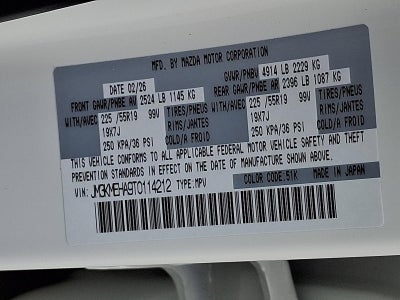 MFD. BY MAZDA MOTOR CORPORATION
DATE 02/26 GVWR/PNBV 4914 LB 2229 KG
FRONT GAWR/PNBE AV 2524 LB 1145 KG REAR GAWR/PNBE AR 2396 LB 1087 KG
WITH/AVEC 225 /55R19 99V TIRES/PNEUS WITH/AVEC 225 /55R19 99V TIRES/PNEUS
19X7J RIMS/JANTES 19X7J RIMS/JANTES
250 KPA/36 PSI COLD/A FROID 250 KPA/36 PSI COLD/A FROID
THIS VEHICLE CONFORMS TO ALL APPLICABLE FEDERAL MOTOR VEHICLE SAFETY AND THEFT
PREVENTION STANDARDS IN EFFECT ON THE DATE OF MANUFACTURE SHOWN ABOVE.
VIN: JM3KMEHA9T0114212 TYPE:MPV COLOR CODE:51K MADE IN JAPAN